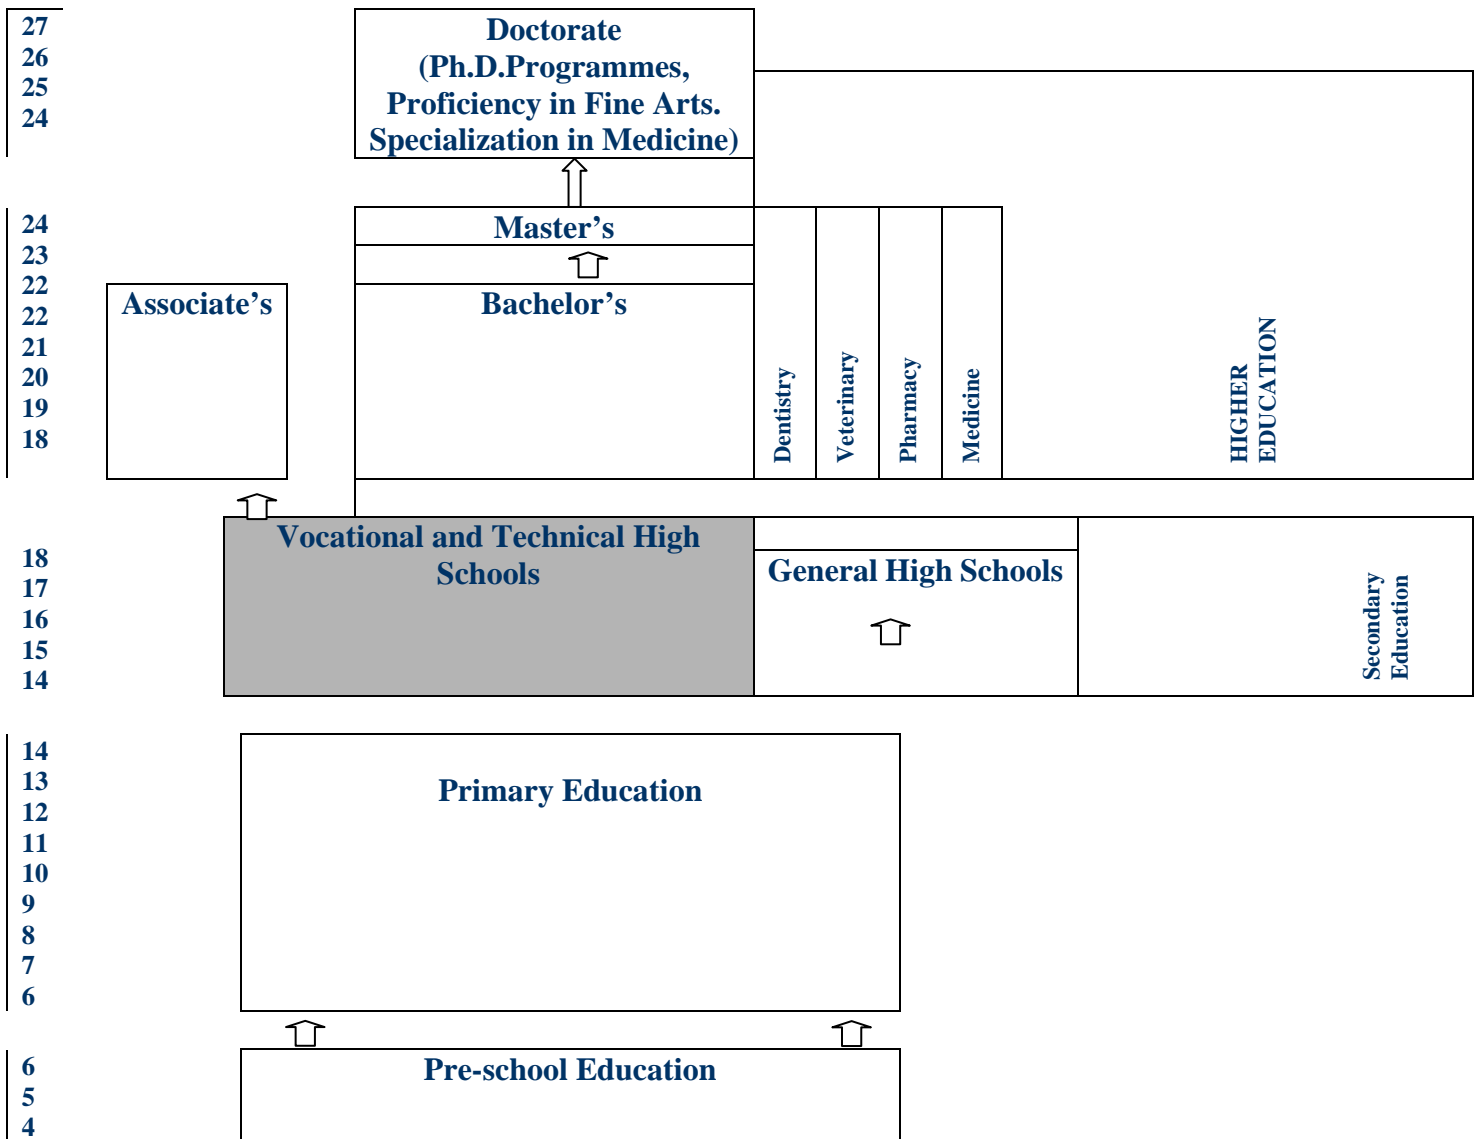 27
26
25
24
Doctorate
(Ph.D.Programmes,
Proficiency in Fine Arts.
Specialization in Medicine)
24
23
22
22
21
20
19
18
Master’s
Associate’s
Bachelor’s
Dentistry
Veterinary
Pharmacy
Medicine
HIGHER
EDUCATION
18
17
16
15
14
Vocational and Technical High
Schools
General High Schools
Secondary
Education
14
13
12
11
10
9
8
7
6
Primary Education
6
5
4
Pre-school Education